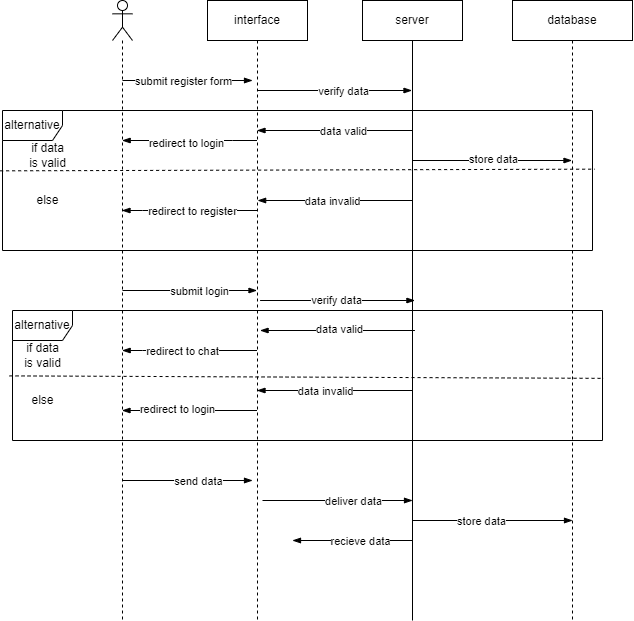 interface
server
database
submit register form
verify data
alternative
data valid
redirect to login
if data
is valid
store data
else
data invalid
redirect to register
submit login
verify data
alternative
data valid
if data
is valid
redirect to chat
else
data invalid
redirect to login
send data
deliver data
store data
recieve data